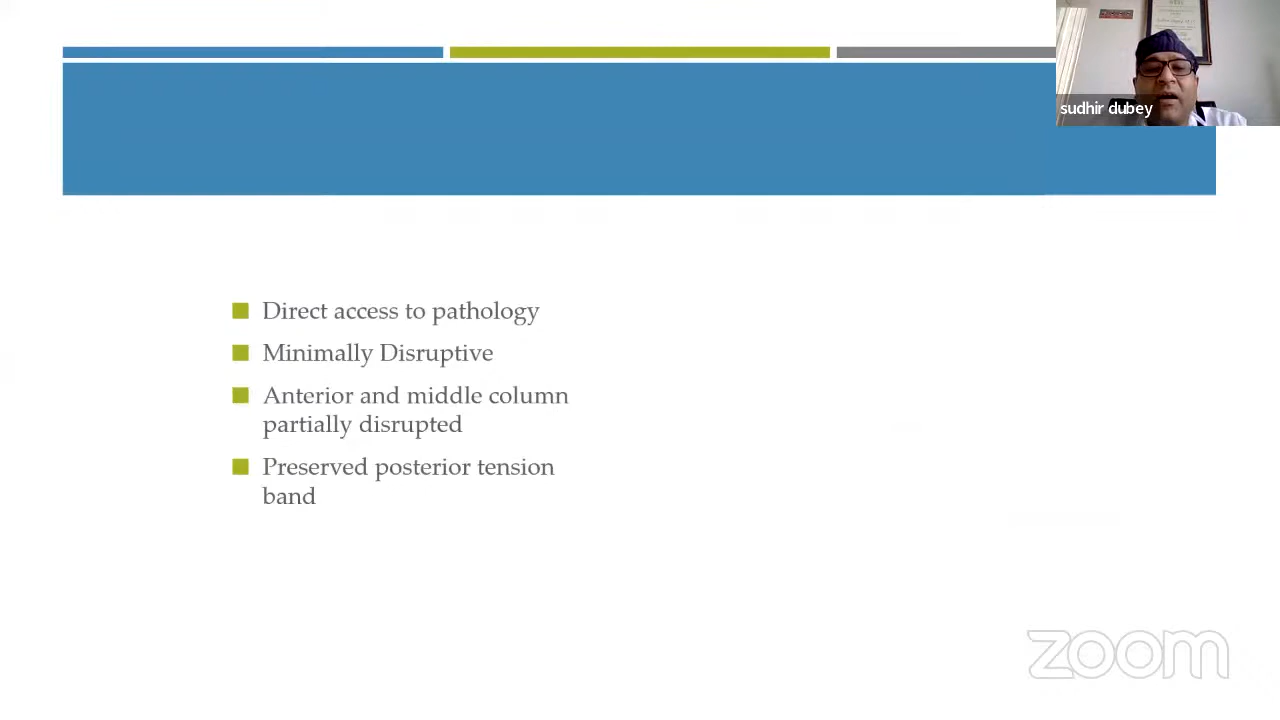 sudhir dubey
Direct access to pathology
Minimally Disruptive
Anterior and middle column
partially disrupted
Preserved posterior tension
band
zoom